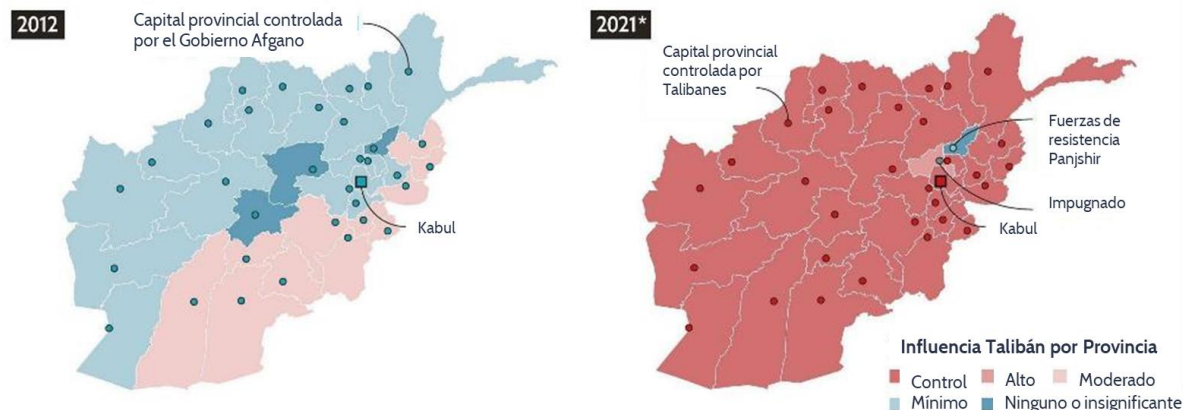 2012
Capital provincial controlada
por el Gobierno Afgano
Kabul
2021*
Capital provincial
controlada por
Talibanes
Fuerzas de
resistencia
Panjshir
Impugnado
Kabul
Influencia Talibán por Provincia
Control Alto Moderado
Mínimo Ninguno o insignificante